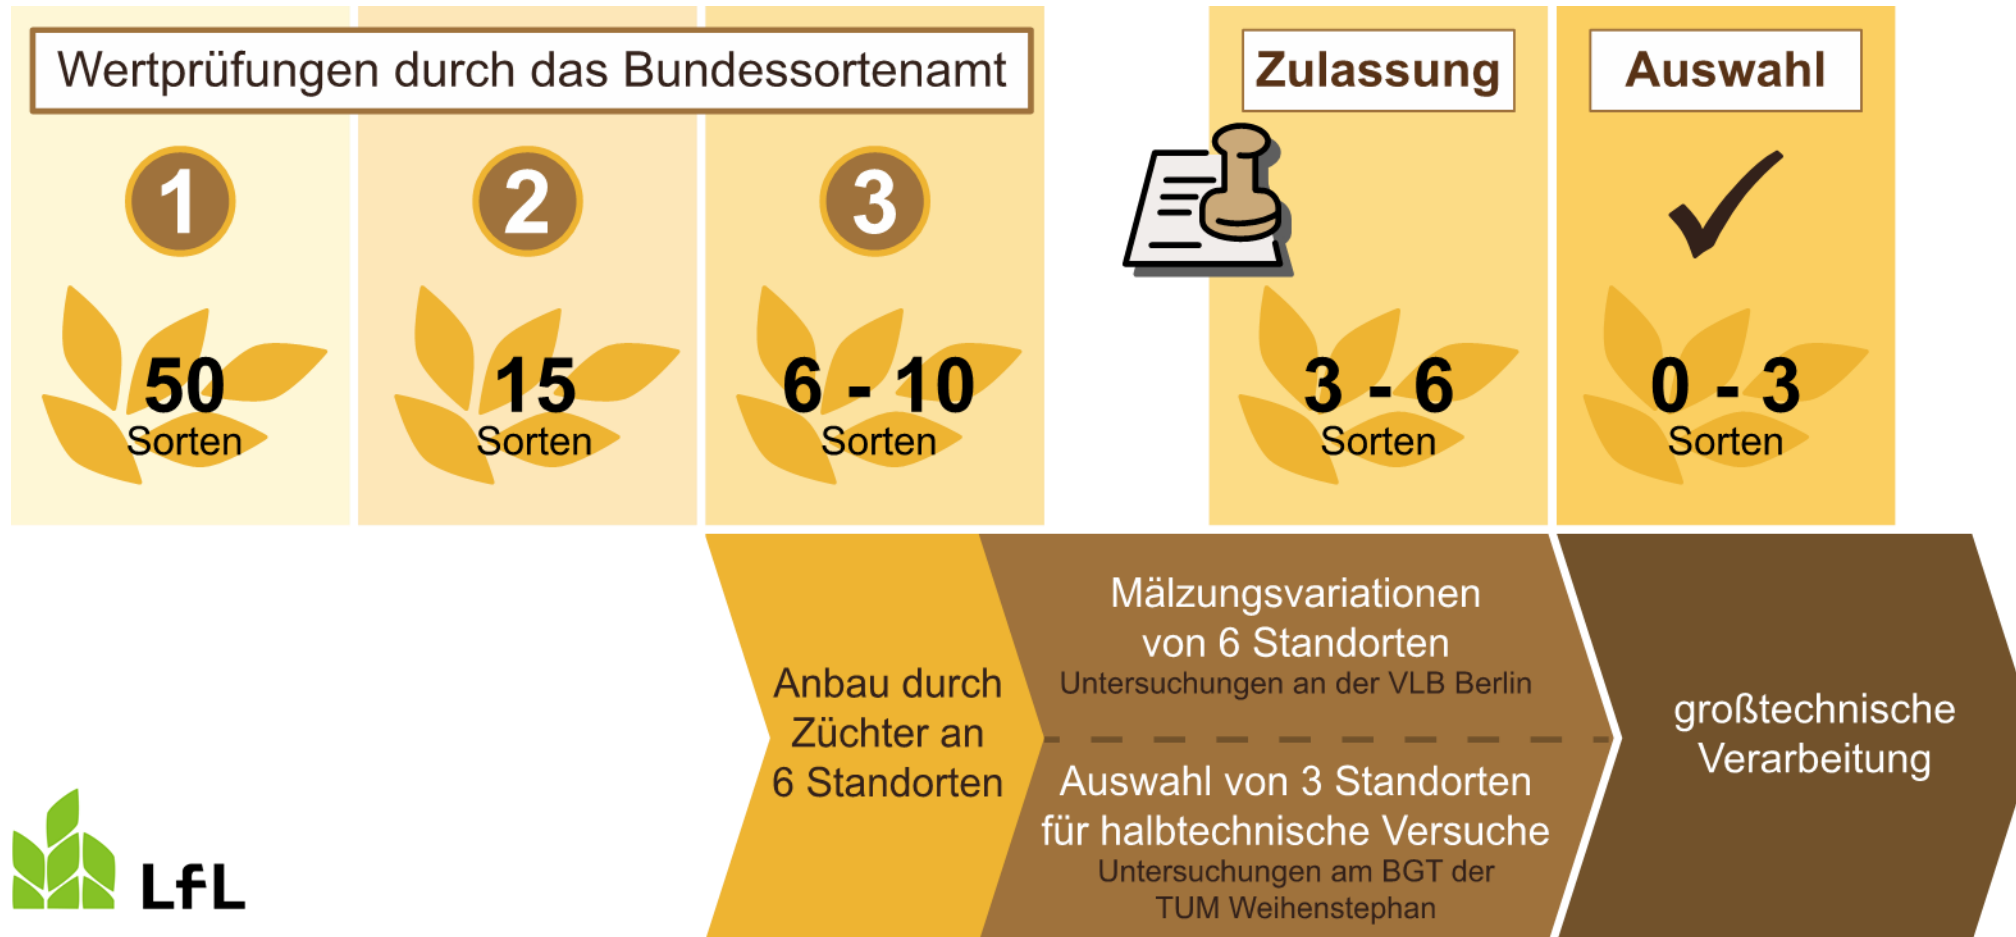 Wertprüfungen durch das Bundessortenamt
Zulassung
Auswahl
1
2
3
50
Sorten
15
Sorten
6 - 10
Sorten
3 - 6
Sorten
0 - 3
Sorten
Anbau durch
Züchter an
6 Standorten
Mälzungsvariationen
von 6 Standorten
Untersuchungen an der VLB Berlin
Auswahl von 3 Standorten
für halbtechnische Versuche
Untersuchungen am BGT der
TUM Weihenstephan
großtechnische
Verarbeitung
LfL